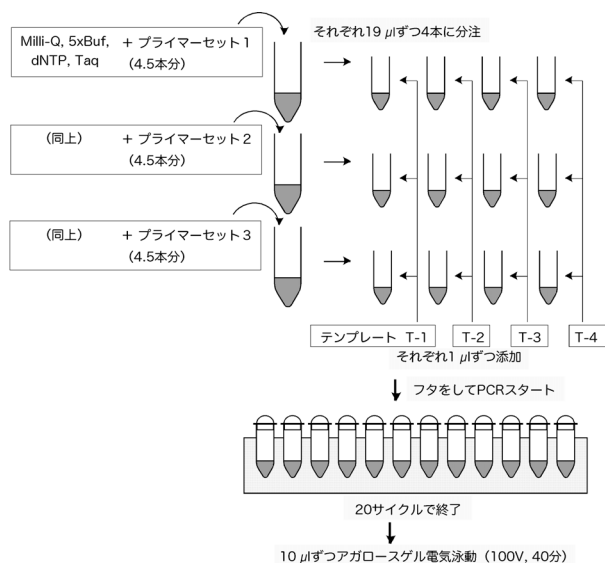 Milli-Q, 5xBuf, ＋ プライマーセット1
dNTP, Taq （4.5本分）
それぞれ19 μlずつ4本に分注
（同上） ＋ プライマーセット2
（4.5本分）
（同上） ＋ プライマーセット3
（4.5本分）
テンプレート T-1 T-2 T-3 T-4
それぞれ1 μlずつ添加
フタをしてPCRスタート
20サイクルで終了
10 μlずつアガロースゲル電気泳動（100V, 40分）